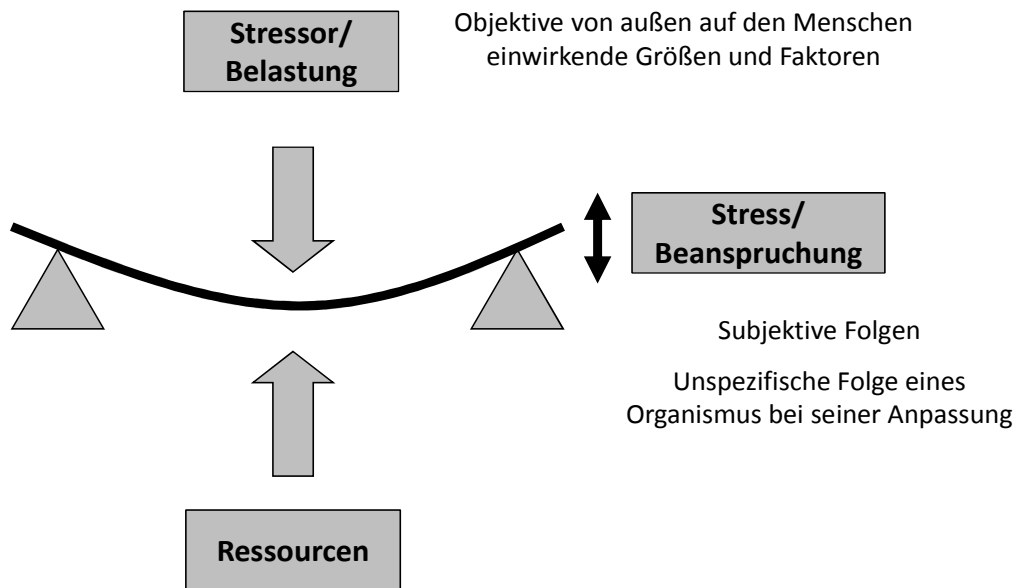 Stressor/
Belastung
Objektive von außen auf den Menschen
einwirkende Größen und Faktoren
Stress/
Beanspruchung
Subjektive Folgen
Unspezifische Folge eines
Organismus bei seiner Anpassung
Ressourcen